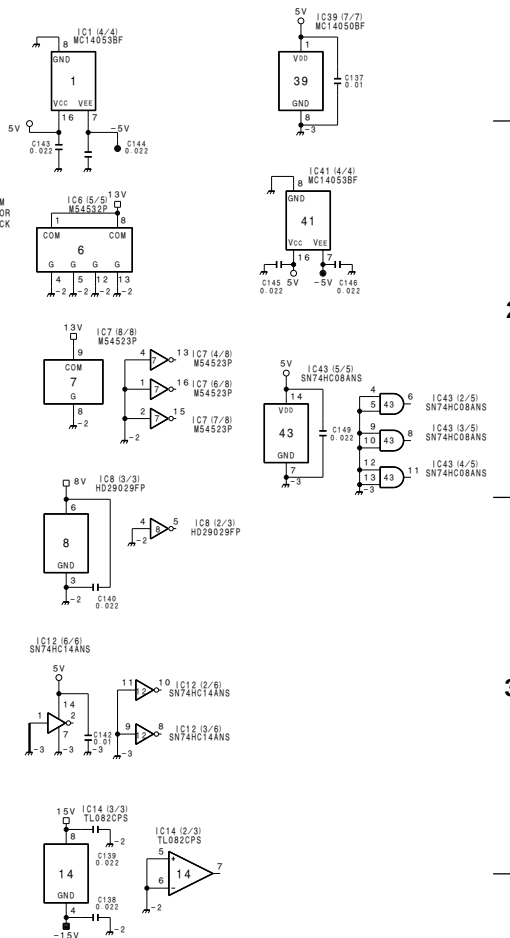 IC1 (4/4)
MC14053BF
8
GND
1
VCC VEE
16 7
5V
-5V
C143
0.022
C144
0.022
IC39 (7/7)
MC14050BF
5V
1
VDD
39
GND
8
-3
C137
0.01
M
OR
CK
IC6 (5/5)
M54532P
13V
1 8
COM COM
6
G G G G
4 5 12 13
-2 -2 -2 -2
IC41 (4/4)
MC14053BF
8
GND
41
VCC VEE
16 7
C145
0.022
5V
-5V
C146
0.022
2
13V
IC7 (8/8)
M54523P
9
COM
7
G
8
-2
4 7 13 IC7 (4/8)
M54523P
1 7 16 IC7 (6/8)
M54523P
2 7 15 IC7 (7/8)
M54523P
-2
5V
IC43 (5/5)
SN74HC08ANS
14
VDD
43
GND
7
-3
C149
0.022
4
5 43 6 IC43 (2/5)
SN74HC08ANS
9
10 43 8 IC43 (3/5)
SN74HC08ANS
12
13 43 11 IC43 (4/5)
SN74HC08ANS
-3
8V
IC8 (3/3)
HD29029FP
6
8
GND
3
-2
C140
0.022
4 8 5 IC8 (2/3)
HD29029FP
-2
IC12 (6/6)
SN74HC14ANS
5V
14
1 2
7
-3 -3 -3
C142
0.01
11 12 10 IC12 (2/6)
SN74HC14ANS
9 12 8 IC12 (3/6)
SN74HC14ANS
-3
3
15V
IC14 (3/3)
TL082CPS
8
-2
C139
0.022
14
GND
4
C138
0.022
-2
-15V
IC14 (2/3)
TL082CPS
5 +
14 7
6 -
-2